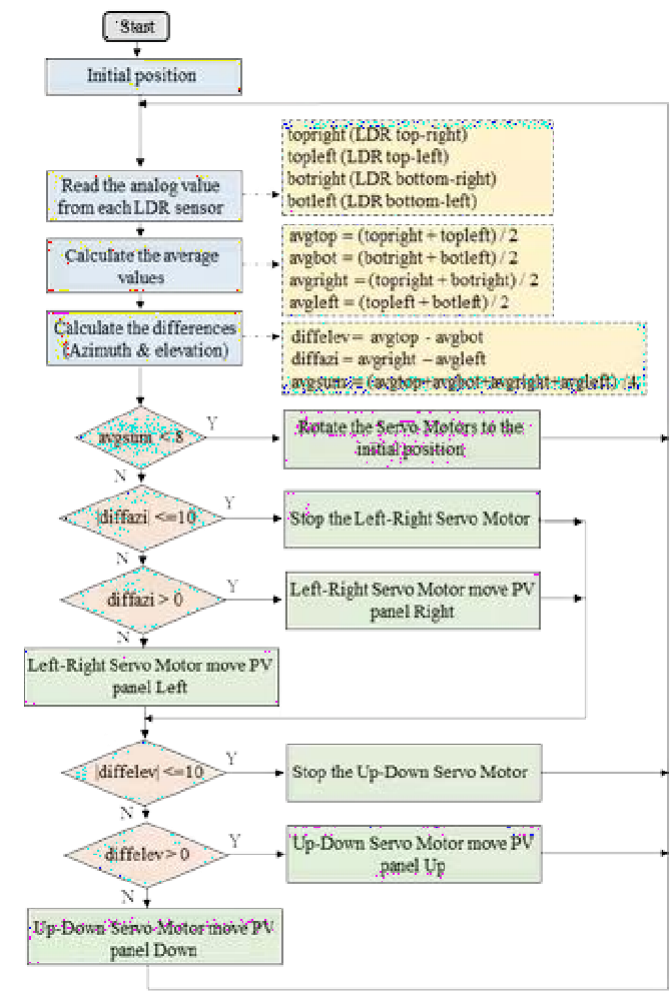 Start
Initial position
Read the analog value
from each LDR sensor
topright (LDR top-right)
topleft (LDR top-left)
botright (LDR bottom-right)
botleft (LDR bottom-left)
Calculate the average
values
avgtop = (topright + topleft) / 2
avgbot = (botright + botleft) / 2
avgright = (topright + botright) / 2
avgleft = (topleft + botleft) / 2
Calculate the differences
(Azimuth & elevation)
diffelev = avgtop - avgbot
diffazi = avgright – avgleft
avgsum = (avgtop+avgbot+avgright+avgleft) /4
avgsum < 8
Y
Rotate the Servo Motors to the
initial position
N
|diffazi| <=10
Y
Stop the Left-Right Servo Motor
N
diffazi > 0
Y
Left-Right Servo Motor move PV
panel Right
N
Left-Right Servo Motor move PV
panel Left
|diffelev| <=10
Y
Stop the Up-Down Servo Motor
N
diffelev > 0
Y
Up-Down Servo Motor move PV
panel Up
N
Up-Down Servo Motor move PV
panel Down